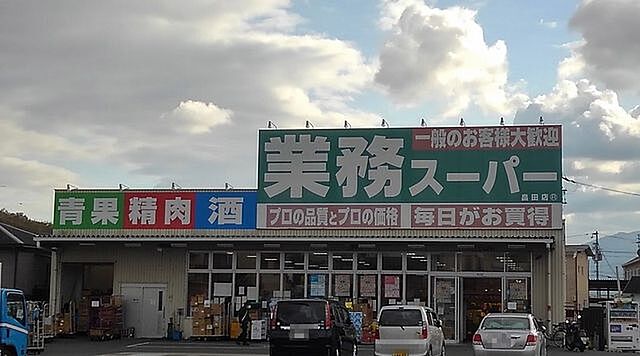 一般のお客様大歓迎
業務スーパー
青果 精肉 酒
プロの品質とプロの価格 毎日がお買得